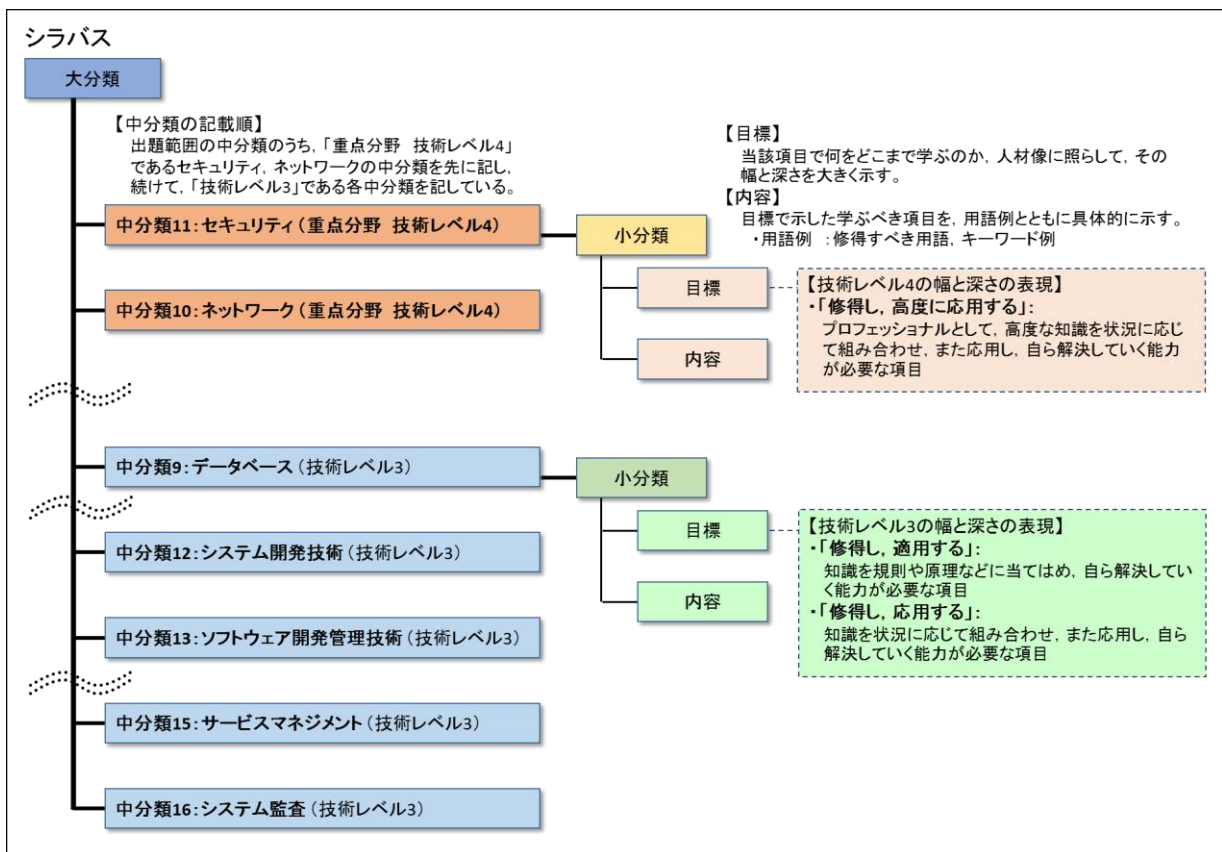 シラバス
大分類
【中分類の記載順】
出題範囲の中分類のうち，「重点分野　技術レベル4」
であるセキュリティ，ネットワークの中分類を先に記し，
続けて，「技術レベル3」である各中分類を記している。
【目標】
当該項目で何をどこまで学ぶのか，人材像に照らして，その
幅と深さを大きく示す。
【内容】
目標で示した学ぶべき項目を，用語例とともに具体的に示す。
・用語例　：修得すべき用語，キーワード例
中分類11：セキュリティ（重点分野　技術レベル4）
小分類
目標
内容
【技術レベル4の幅と深さの表現】
・「修得し，高度に応用する」：
プロフェッショナルとして，高度な知識を状況に応じ
て組み合わせ，また応用し，自ら解決していく能力
が必要な項目
中分類10：ネットワーク（重点分野　技術レベル4）
中分類9：データベース（技術レベル3）
小分類
目標
内容
【技術レベル3の幅と深さの表現】
・「修得し，適用する」：
知識を規則や原理などに当てはめ，自ら解決してい
く能力が必要な項目
・「修得し，応用する」：
知識を状況に応じて組み合わせ，また応用し，自ら
解決していく能力が必要な項目
中分類12：システム開発技術（技術レベル3）
中分類13：ソフトウェア開発管理技術（技術レベル3）
中分類15：サービスマネジメント（技術レベル3）
中分類16：システム監査（技術レベル3）